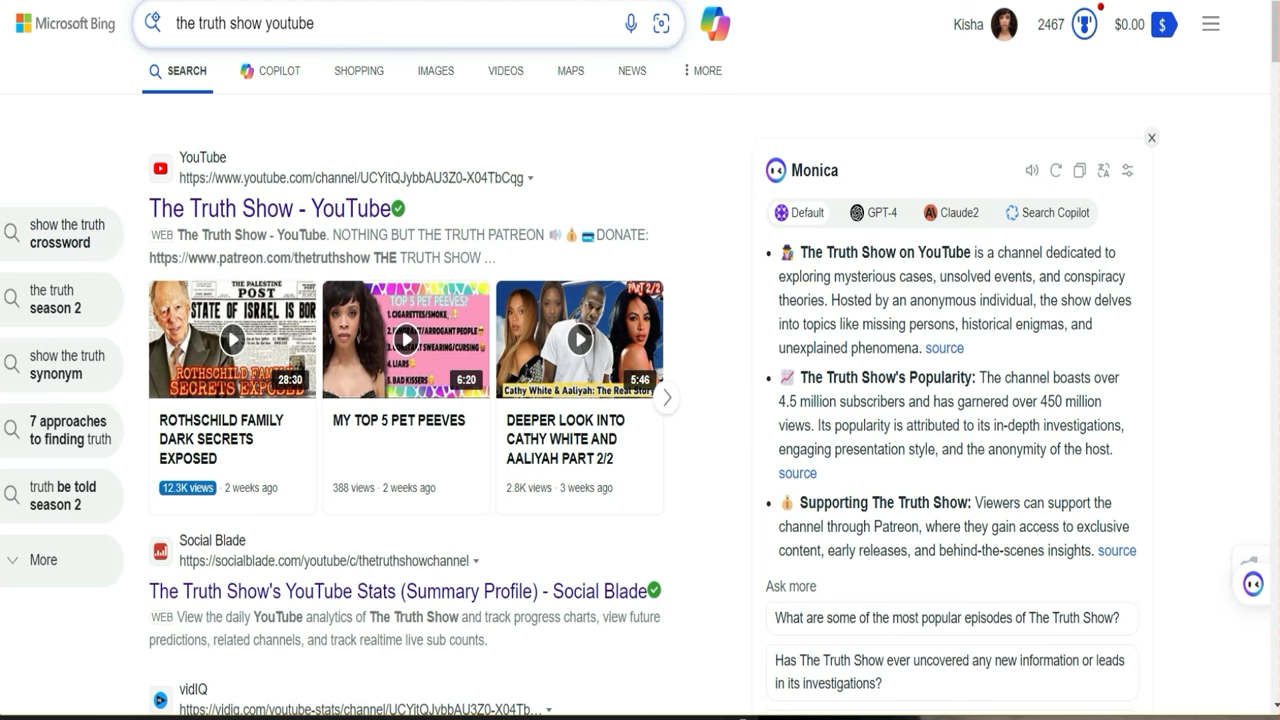 Microsoft Bing
the truth show youtube
Kisha
2467
$0.00
$
SEARCH
COPILOT
SHOPPING
IMAGES
VIDEOS
MAPS
NEWS
MORE
show the truth
crossword
the truth
season 2
show the truth
synonym
7 approaches
to finding truth
truth be told
season 2
More
YouTube
https://www.youtube.com/channel/UCYitQJybbAU3Z0-X04TbCqg
The Truth Show - YouTube
WEB The Truth Show - YouTube. NOTHING BUT THE TRUTH PATREON 🔊 💰 💳 DONATE:
https://www.patreon.com/thetruthshow THE TRUTH SHOW ...
THE PALESTINE
POST
STATE OF ISRAEL IS BOR
ROTHSCHILD FAMILY
SECRETS EXPOSED
28:30
TOP 5 PET PEEVES
1. CIGARETTES/SMOKE
ARROGANT PEOPLE
SWEARING/CURSING
4. LIARS
5. BAD KISSERS
6:20
PART 2/2
Cathy White & Aaliyah: The Real Story
5:46
ROTHSCHILD FAMILY
DARK SECRETS
EXPOSED
12.3K views · 2 weeks ago
MY TOP 5 PET PEEVES
388 views · 2 weeks ago
DEEPER LOOK INTO
CATHY WHITE AND
AALIYAH PART 2/2
2.8K views · 3 weeks ago
Social Blade
https://socialblade.com/youtube/c/thetruthshowchannel
The Truth Show's YouTube Stats (Summary Profile) - Social Blade
WEB View the daily YouTube analytics of The Truth Show and track progress charts, view future
predictions, related channels, and track realtime live sub counts.
vidIQ
https://vidiq.com/youtube-stats/channel/UCYitQJybbAU3Z0-X04Tb...
Monica
Default
GPT-4
Claude2
Search Copilot
• 🕵 The Truth Show on YouTube is a channel dedicated to
exploring mysterious cases, unsolved events, and conspiracy
theories. Hosted by an anonymous individual, the show delves
into topics like missing persons, historical enigmas, and
unexplained phenomena. source
• 📈 The Truth Show's Popularity: The channel boasts over
4.5 million subscribers and has garnered over 450 million
views. Its popularity is attributed to its in-depth investigations,
engaging presentation style, and the anonymity of the host.
source
• 💰 Supporting The Truth Show: Viewers can support the
channel through Patreon, where they gain access to exclusive
content, early releases, and behind-the-scenes insights. source
Ask more
What are some of the most popular episodes of The Truth Show?
Has The Truth Show ever uncovered any new information or leads
in its investigations?